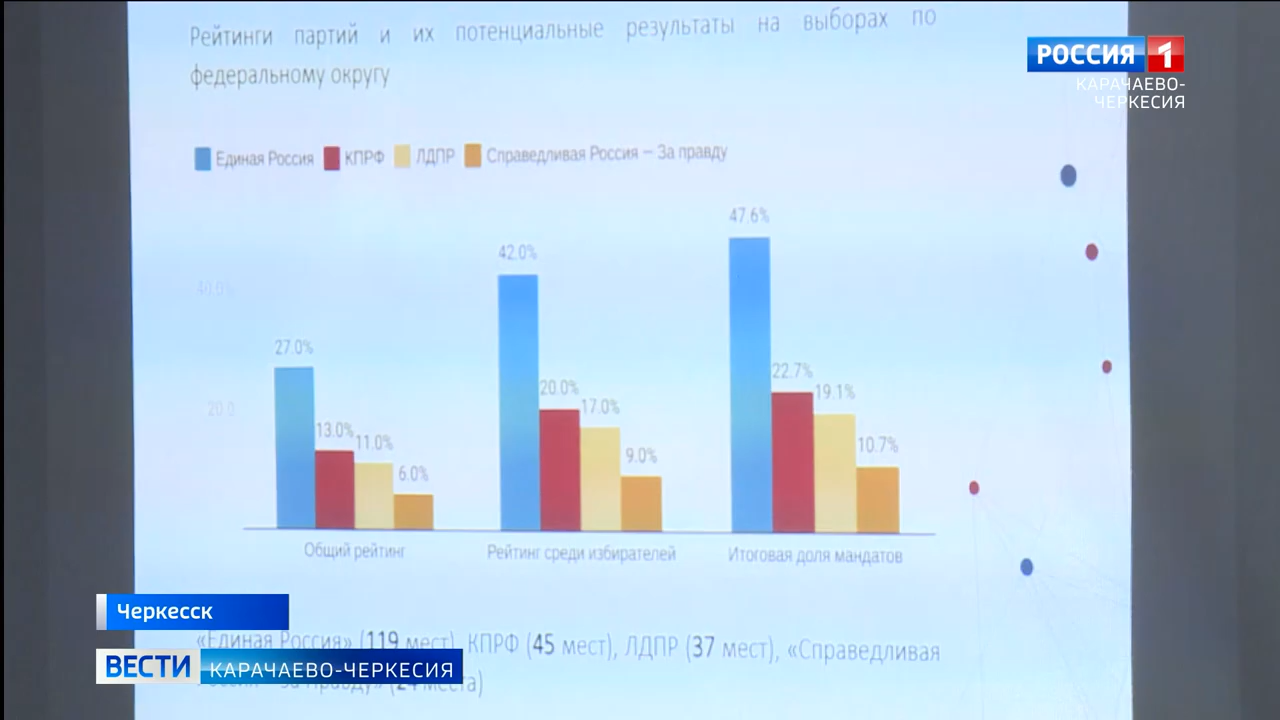 Рейтинги партий и их потенциальные результаты на выборах по
федеральному округу
РОССИЯ 1
КАРАЧАЕВО-
ЧЕРКЕСИЯ
Единая Россия КПРФ ЛДПР Справедливая Россия — За правду
47.6%
42.0%
40.0%
27.0%
22.7%
20.0%
19.1%
17.0%
20.0
13.0%
11.0%
10.7%
9.0%
6.0%
Общий рейтинг Рейтинг среди избирателей Итоговая доля мандатов
Черкесск
«Единая Россия» (119 мест), КПРФ (45 мест), ЛДПР (37 мест), «Справедливая
ВЕСТИ КАРАЧАЕВО-ЧЕРКЕСИЯ